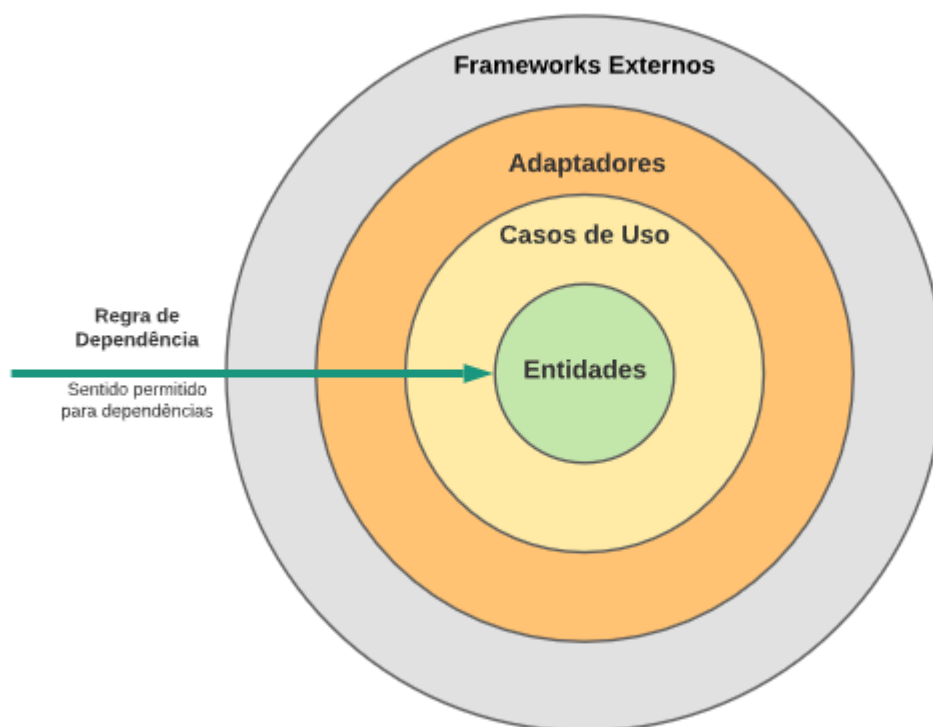 Frameworks Externos
Adaptadores
Casos de Uso
Regra de
Dependência
Entidades
Sentido permitido
para dependências